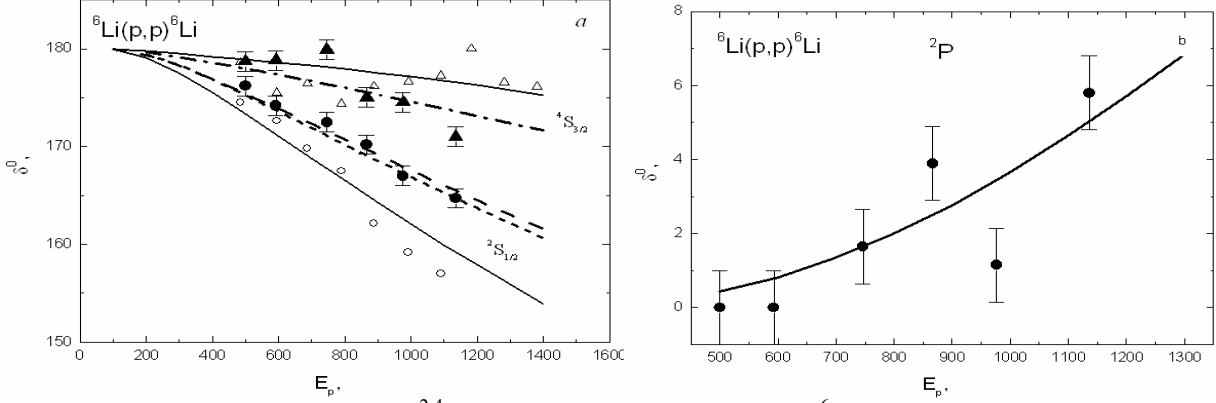 ⁶Li(p,p)⁶Li
a
180
170
160
150
δ⁰,
⁴S₃/₂
²S₁/₂
0 200 400 600 800 1000 1200 1400 1600
E_p,
⁶Li(p,p)⁶Li
²P
b
8
6
4
2
0
δ⁰,
500 600 700 800 900 1000 1100 1200 1300
E_p,